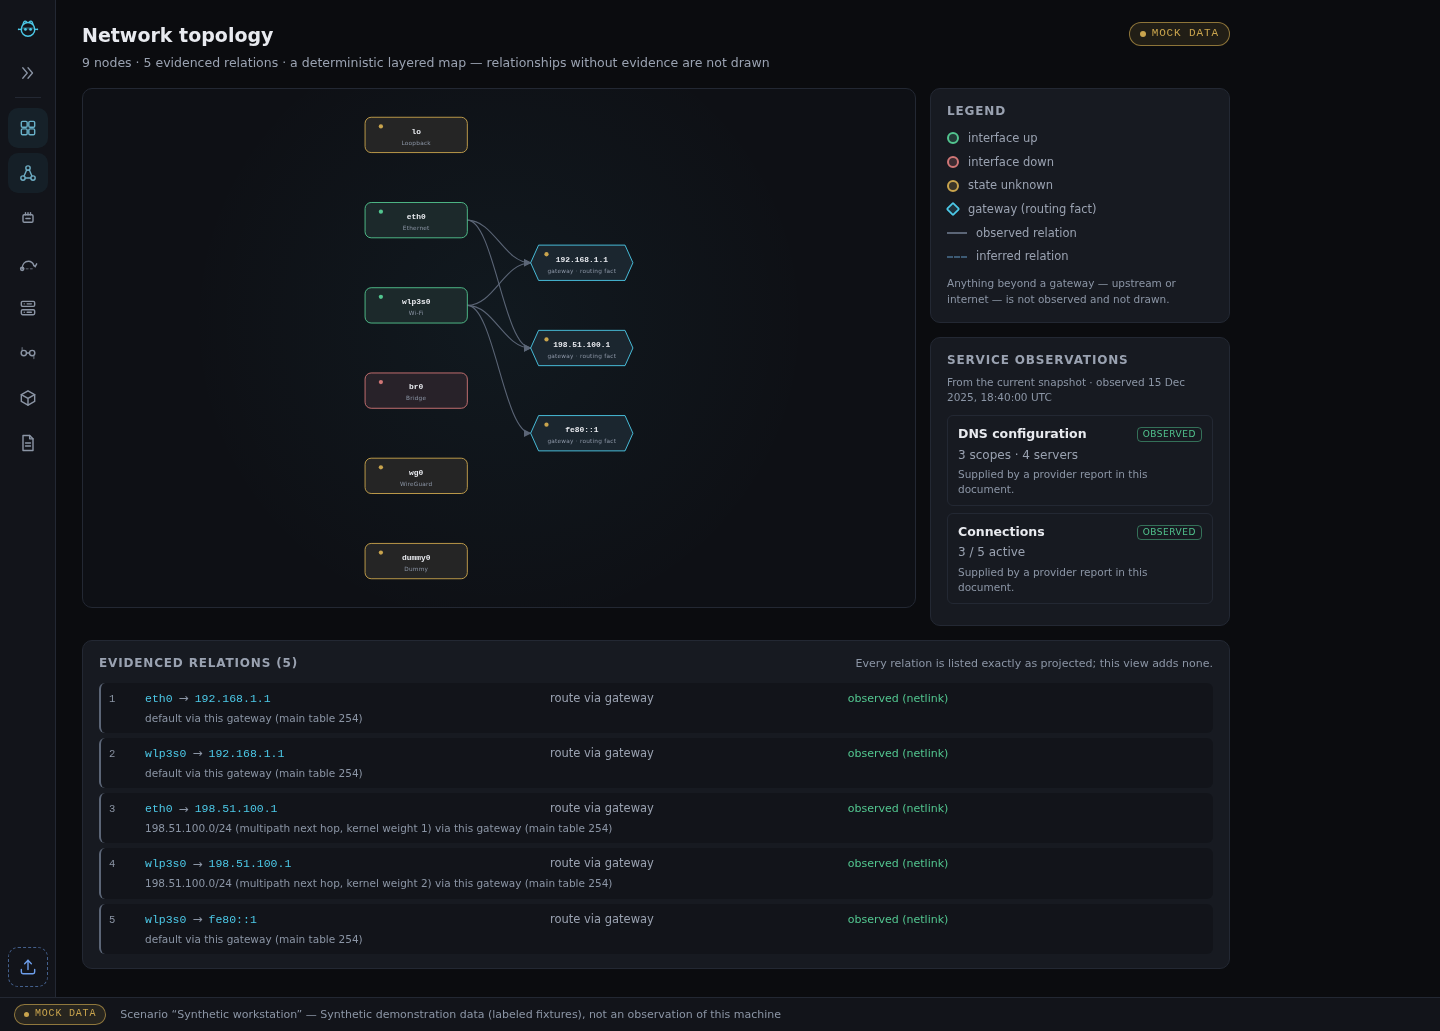 Network topology
MOCK DATA
9 nodes · 5 evidenced relations · a deterministic layered map — relationships without evidence are not drawn
lo
Loopback
eth0
Ethernet
192.168.1.1
gateway · routing fact
wlp3s0
Wi-Fi
198.51.100.1
gateway · routing fact
br0
Bridge
fe80::1
gateway · routing fact
wg0
WireGuard
dummy0
Dummy
LEGEND
interface up
interface down
state unknown
gateway (routing fact)
observed relation
inferred relation
Anything beyond a gateway — upstream or
internet — is not observed and not drawn.
SERVICE OBSERVATIONS
From the current snapshot · observed 15 Dec
2025, 18:40:00 UTC
DNS configuration OBSERVED
3 scopes · 4 servers
Supplied by a provider report in this
document.
Connections OBSERVED
3 / 5 active
Supplied by a provider report in this
document.
EVIDENCED RELATIONS (5) Every relation is listed exactly as projected; this view adds none.
1 eth0 → 192.168.1.1 route via gateway observed (netlink)
default via this gateway (main table 254)
2 wlp3s0 → 192.168.1.1 route via gateway observed (netlink)
default via this gateway (main table 254)
3 eth0 → 198.51.100.1 route via gateway observed (netlink)
198.51.100.0/24 (multipath next hop, kernel weight 1) via this gateway (main table 254)
4 wlp3s0 → 198.51.100.1 route via gateway observed (netlink)
198.51.100.0/24 (multipath next hop, kernel weight 2) via this gateway (main table 254)
5 wlp3s0 → fe80::1 route via gateway observed (netlink)
default via this gateway (main table 254)
MOCK DATA Scenario “Synthetic workstation” — Synthetic demonstration data (labeled fixtures), not an observation of this machine